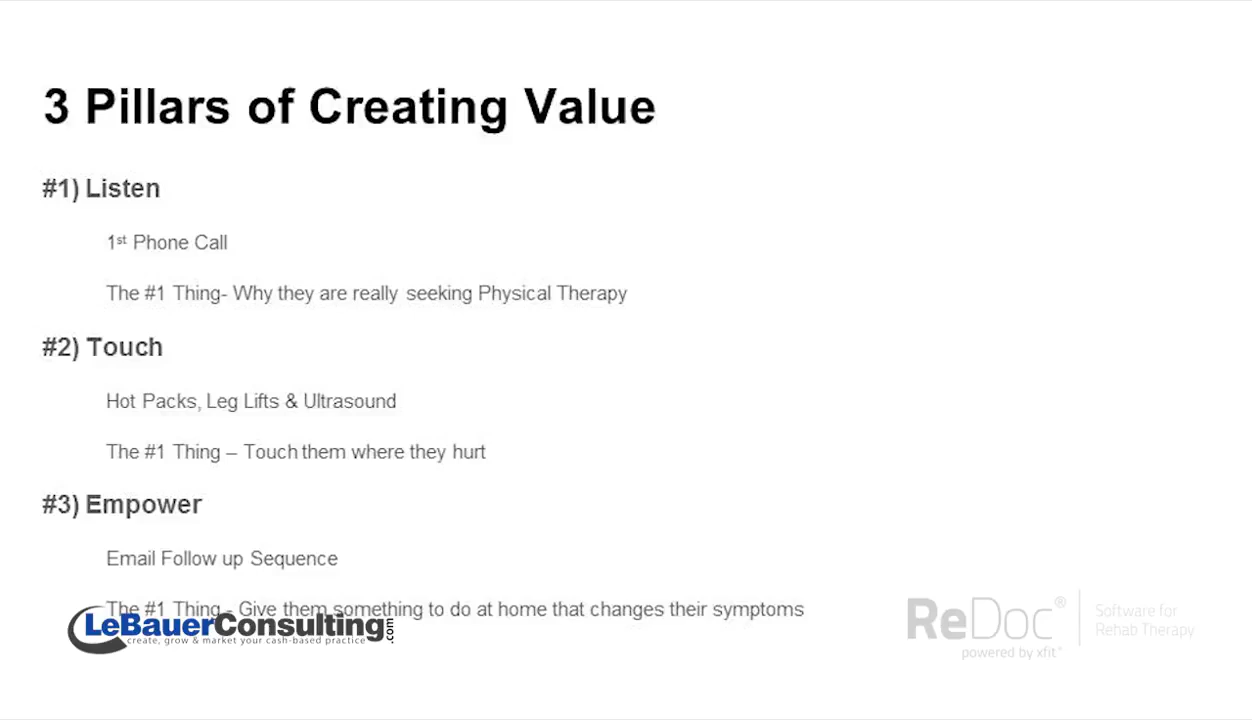 3 Pillars of Creating Value
#1) Listen
1st Phone Call
The #1 Thing- Why they are really seeking Physical Therapy
#2) Touch
Hot Packs, Leg Lifts & Ultrasound
The #1 Thing – Touch them where they hurt
#3) Empower
Email Follow up Sequence
The #1 Thing - Give them something to do at home that changes their symptoms
LeBauerConsulting.com
create, grow & market your cash-based practice
ReDoc®
powered by xfit®
Software for
Rehab Therapy